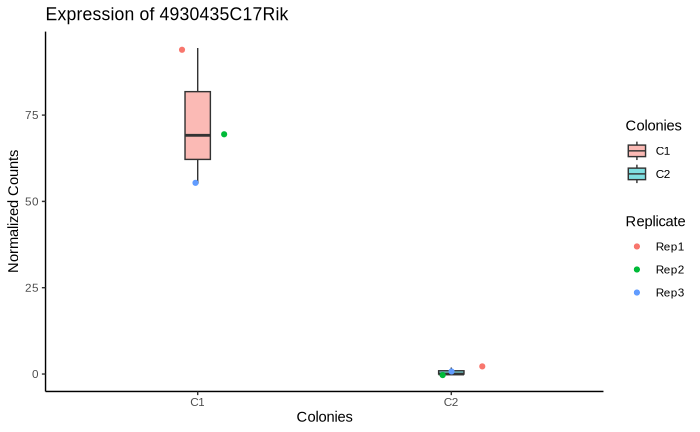 Expression of 4930435C17Rik
Normalized Counts
75
50
25
0
C1
C2
Colonies
Colonies
C1
C2
Replicate
Rep1
Rep2
Rep3